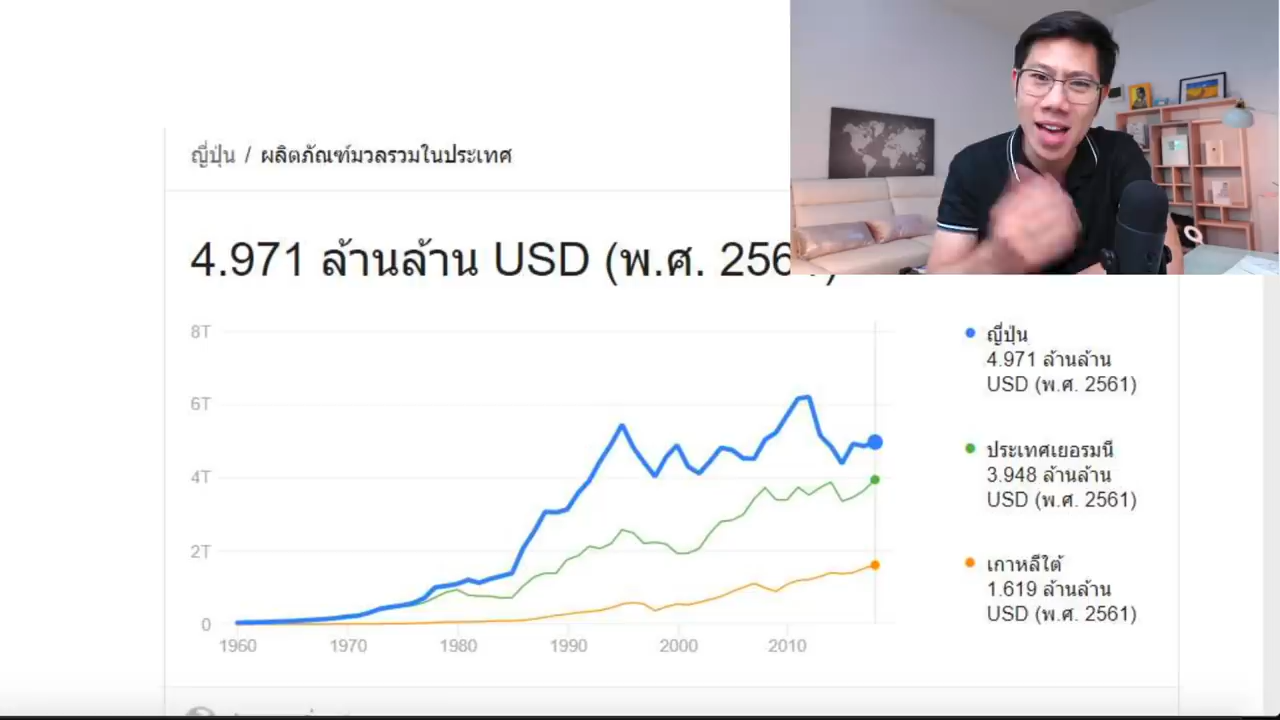 ญี่ปุ่น / ผลิตภัณฑ์มวลรวมในประเทศ
4.971 ล้านล้าน USD (พ.ศ. 256
8T
6T
4T
2T
0
1960 1970 1980 1990 2000 2010
ญี่ปุ่น
4.971 ล้านล้าน
USD (พ.ศ. 2561)
ประเทศเยอรมนี
3.948 ล้านล้าน
USD (พ.ศ. 2561)
เกาหลีใต้
1.619 ล้านล้าน
USD (พ.ศ. 2561)